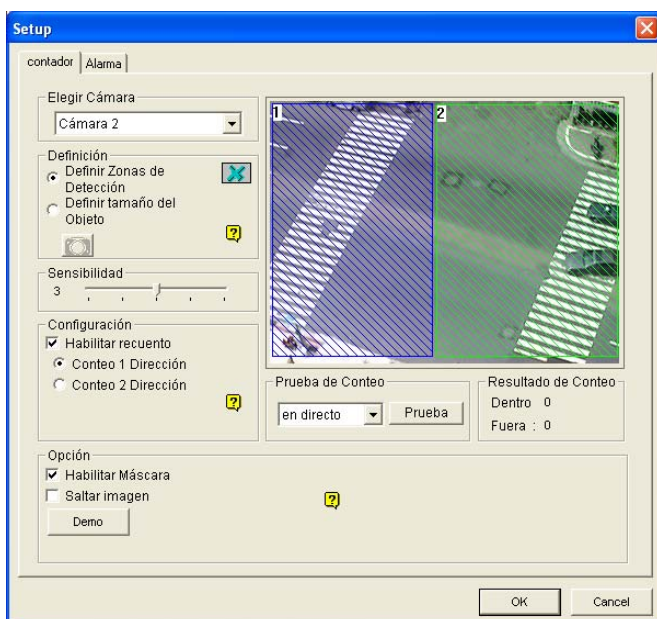 Setup
contador
Alarma
Elegir Cámara
Cámara 2
Definición
Definir Zonas de
Detección
Definir tamaño del
Objeto
?
Sensibilidad
3
Configuración
Habilitar recuento
Conteo 1 Dirección
Conteo 2 Dirección
?
1
2
Prueba de Conteo
en directo
Prueba
Resultado de Conteo
Dentro 0
Fuera : 0
Opción
Habilitar Máscara
Saltar imagen
?
Demo
OK
Cancel